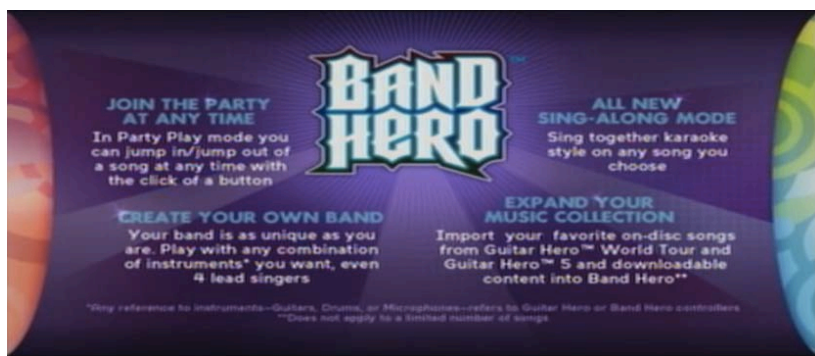 BAND
HERO™
JOIN THE PARTY
AT ANY TIME
In Party Play mode you
can jump in/jump out of
a song at any time with
the click of a button
ALL NEW
SING-ALONG MODE
Sing together karaoke
style on any song you
choose
CREATE YOUR OWN BAND
Your band is as unique as you
are. Play with any combination
of instruments* you want, even
4 lead singers
EXPAND YOUR
MUSIC COLLECTION
Import your favorite on-disc songs
from Guitar Hero™ World Tour and
Guitar Hero™ 5 and downloadable
content into Band Hero**
*Any reference to instruments—Guitars, Drums, or Microphones—refers to Guitar Hero or Band Hero controllers
**Does not apply to a limited number of songs